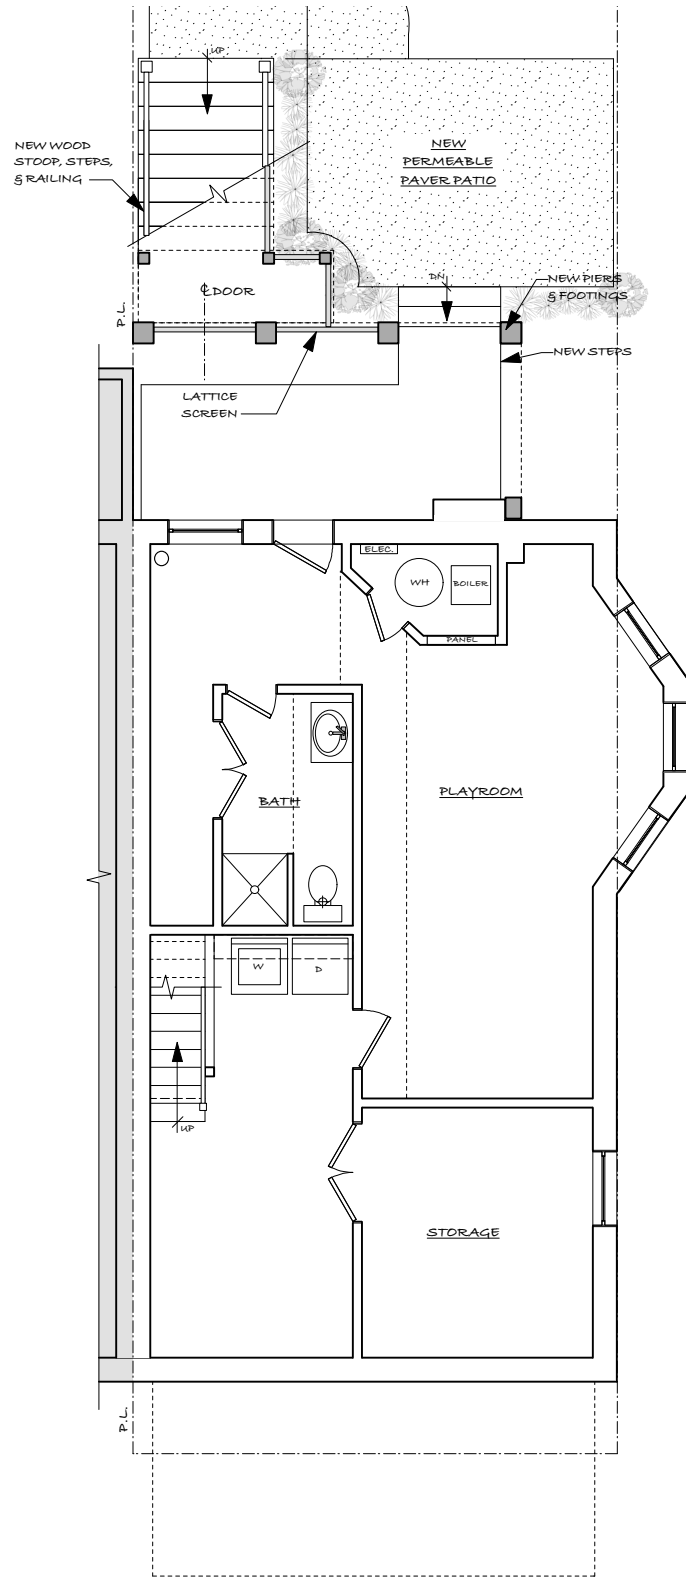 UP
NEW WOOD
STOOP, STEPS,
& RAILING
NEW
PERMEABLE
PAVER PATIO
DN
NEW PIERS
& FOOTINGS
℄ DOOR
P.L.
NEW STEPS
LATTICE
SCREEN
ELEC.
WH
BOILER
PANEL
PLAYROOM
BATH
W
D
UP
STORAGE
P.L.